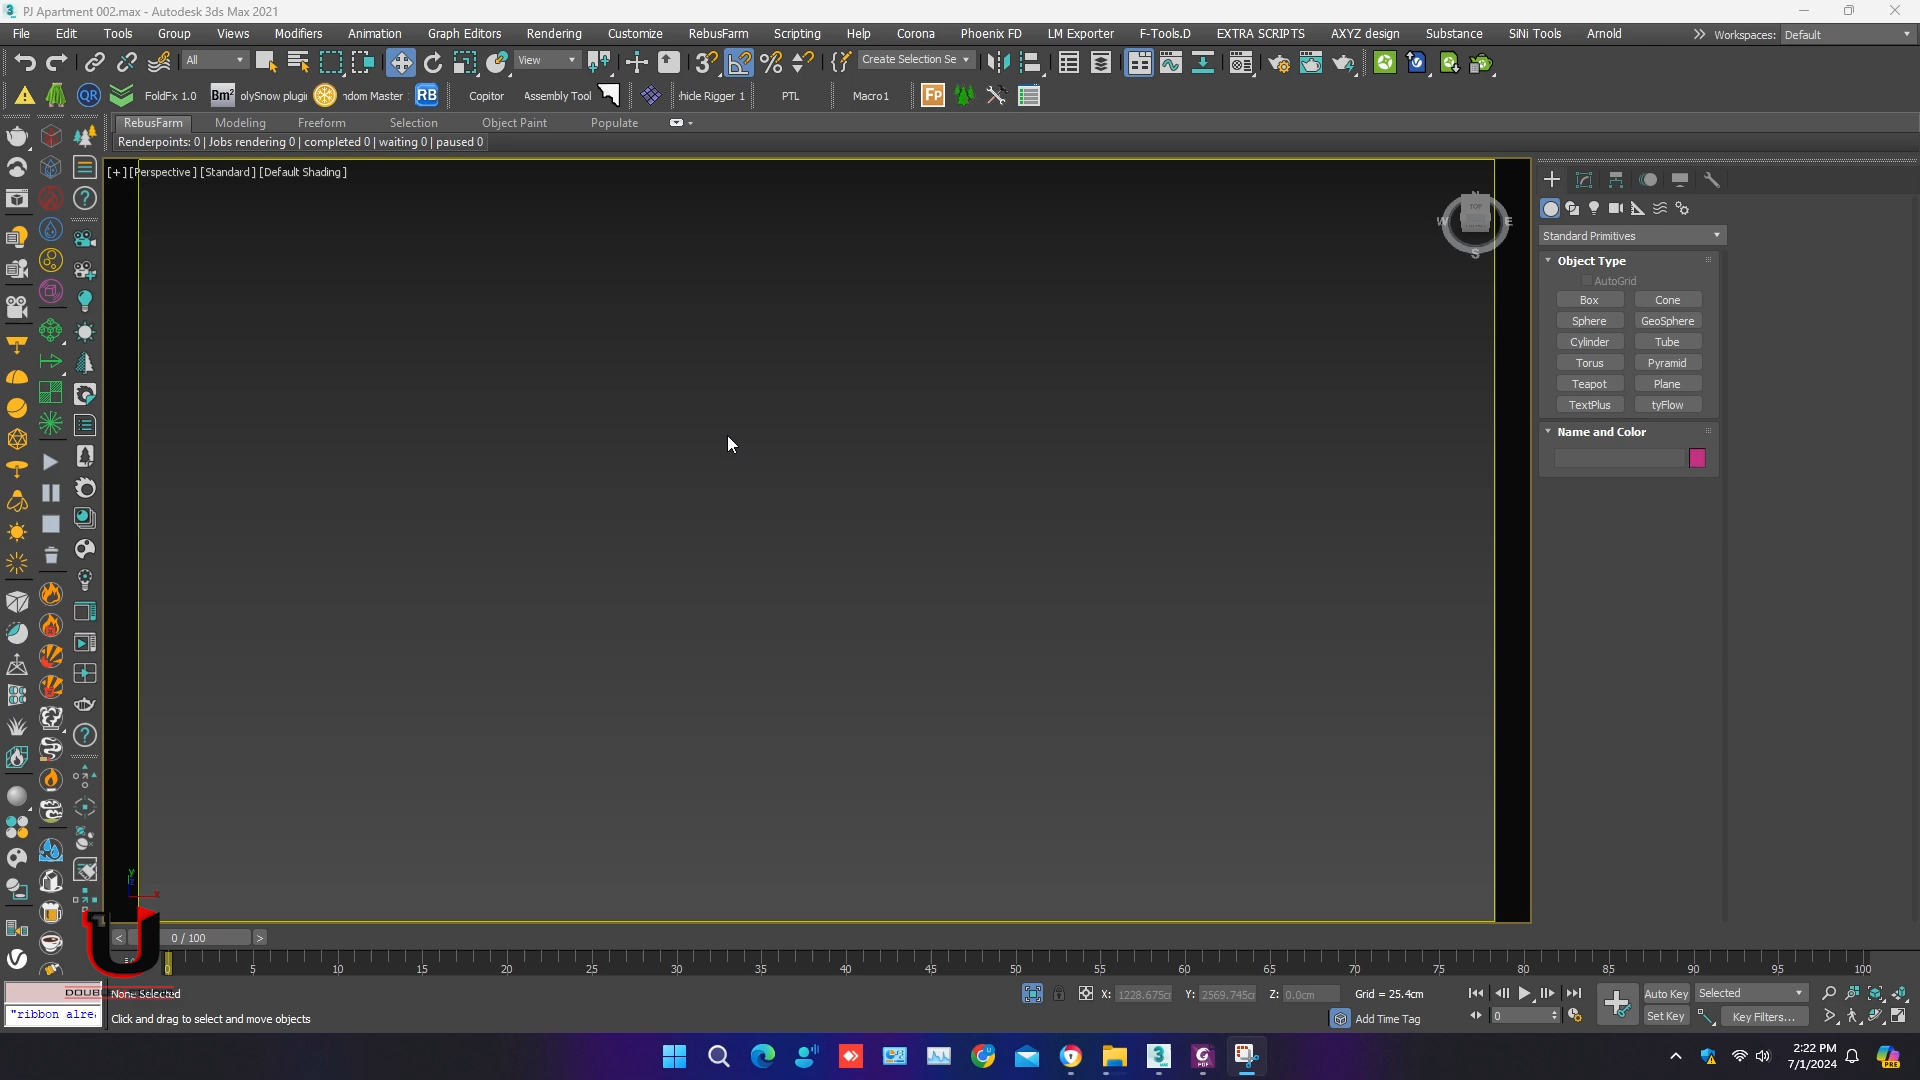 PJ Apartment 002.max - Autodesk 3ds Max 2021
File Edit Tools Group Views Modifiers Animation Graph Editors Rendering Customize RebusFarm Scripting Help Corona Phoenix FD LM Exporter F-Tools.D EXTRA SCRIPTS AXYZ design Substance SiNi Tools Arnold Workspaces: Default
All View Create Selection Se
FoldFx 1.0 Bm² olySnow plugi ndom Master RB Copitor Assembly Tool hicle Rigger 1 PTL Macro1 Fp
RebusFarm Modeling Freeform Selection Object Paint Populate
Renderpoints: 0 | Jobs rendering 0 | completed 0 | waiting 0 | paused 0
[+] [Perspective ] [Standard ] [Default Shading ]
N
TOP
W E
S
Standard Primitives
Object Type
AutoGrid
Box Cone
Sphere GeoSphere
Cylinder Tube
Torus Pyramid
Teapot Plane
TextPlus tyFlow
Name and Color
y
z
x
< 0 / 100 >
0 5 10 15 20 25 30 35 40 45 50 55 60 65 70 75 80 85 90 95 100
None Selected X: 1228.675c Y: 2569.745c Z: 0.0cm Grid = 25.4cm Auto Key Selected
"ribbon alrea Click and drag to select and move objects Add Time Tag 0 Set Key Key Filters...
2:22 PM
7/1/2024